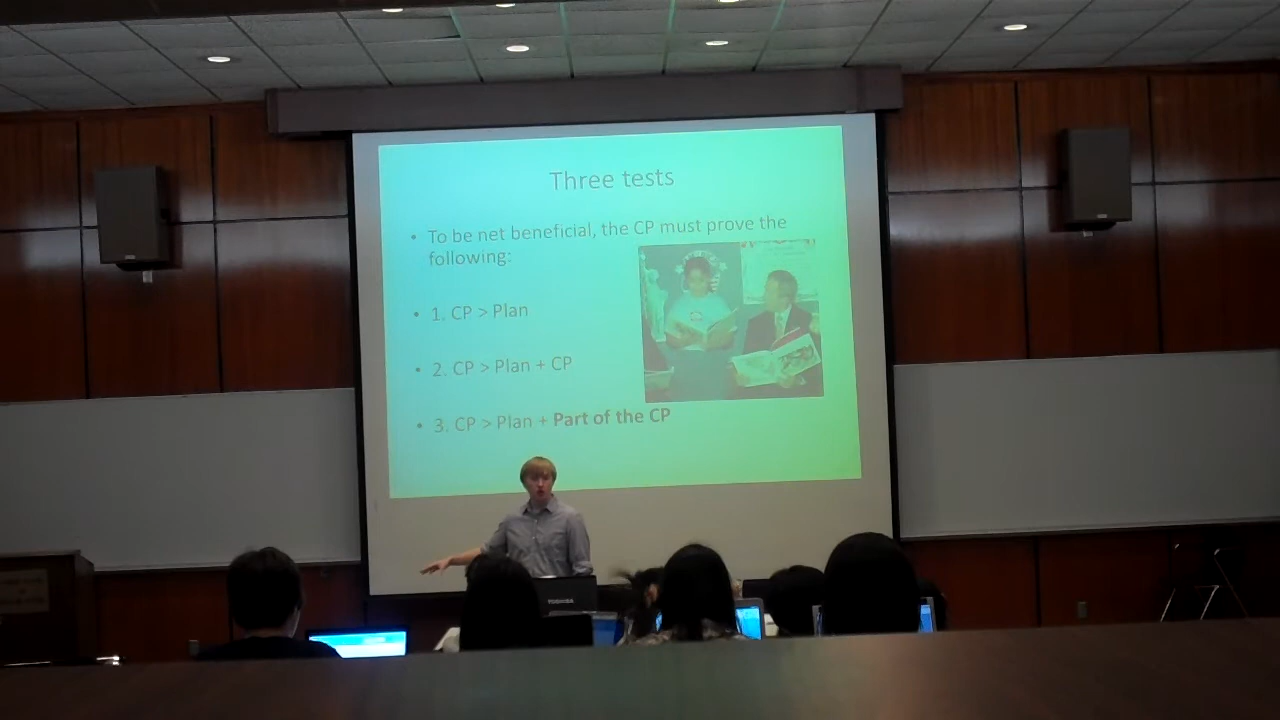 Three tests
• To be net beneficial, the CP must prove the
following:
• 1. CP > Plan
• 2. CP > Plan + CP
• 3. CP > Plan + Part of the CP
TOSHIBA